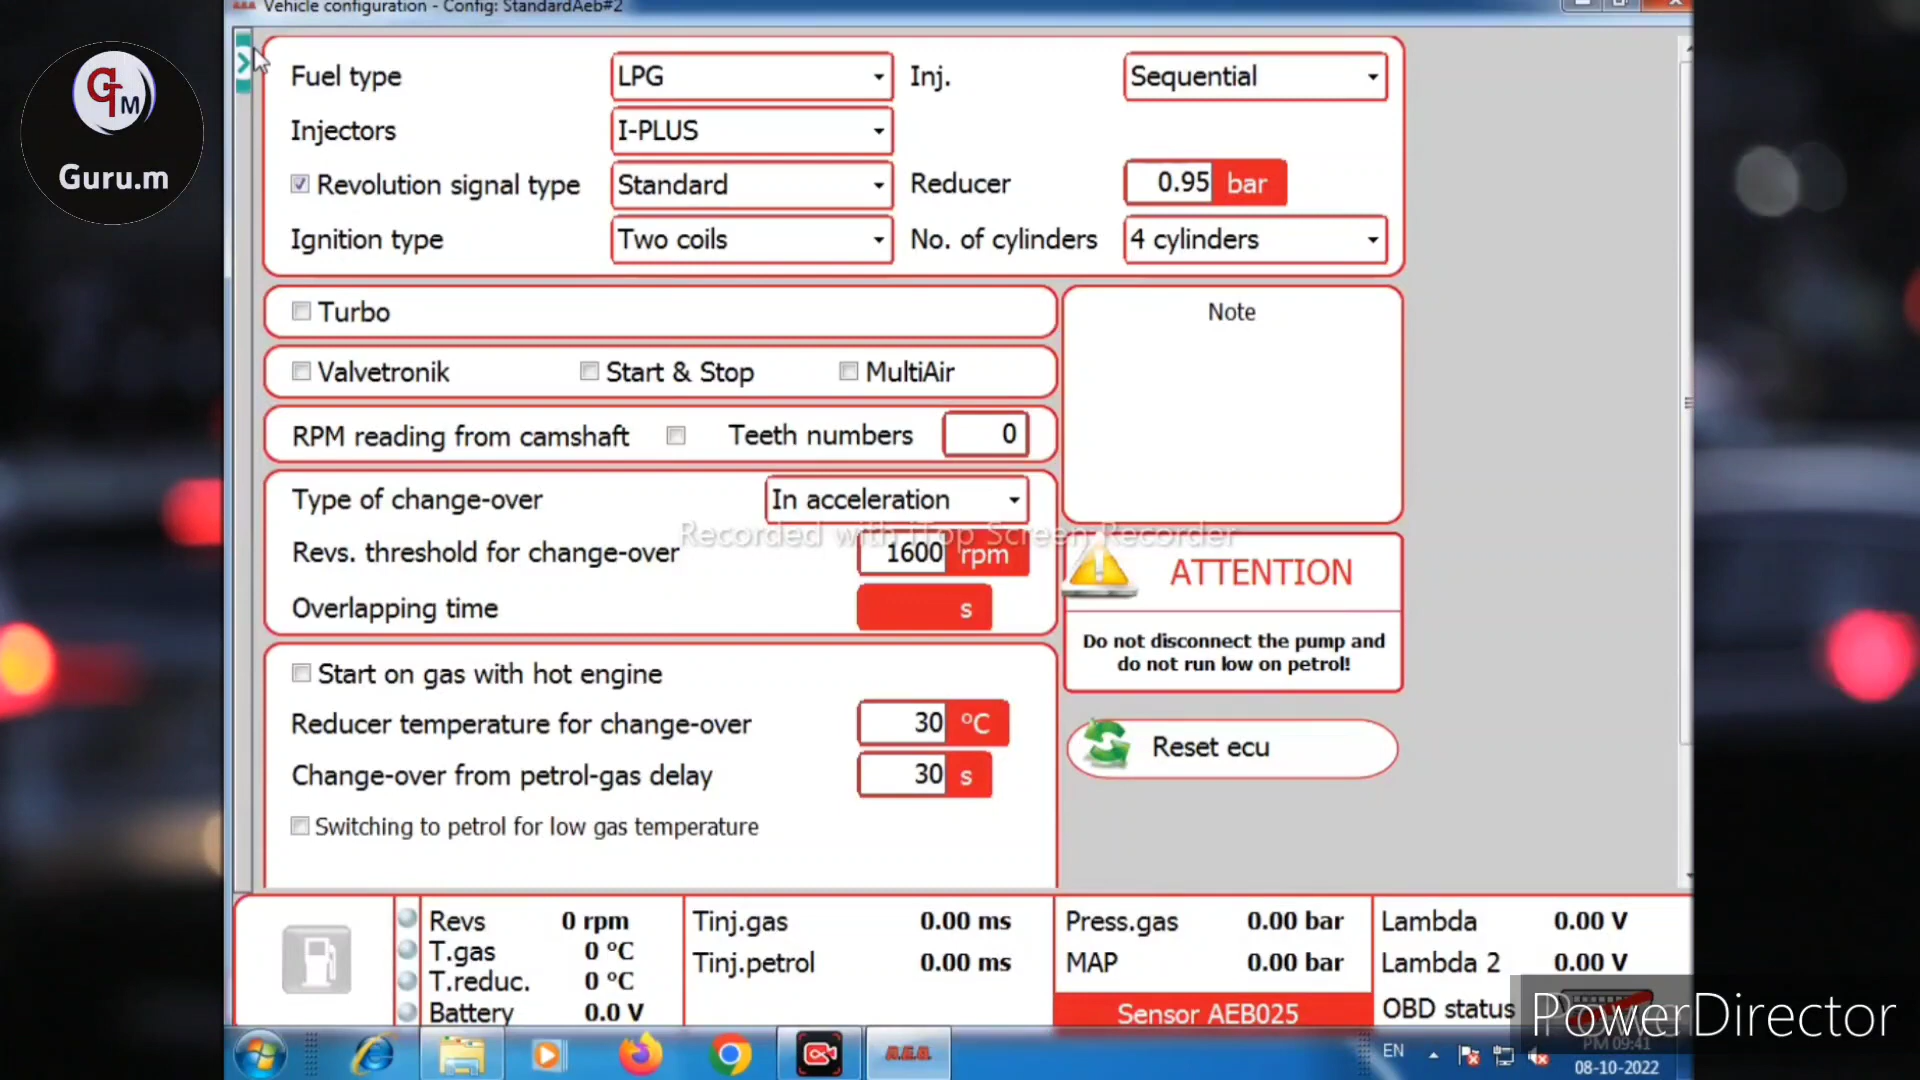 A.E.B. Vehicle configuration - Config: StandardAeb#2
GTM
Guru.m
Fuel type LPG Inj. Sequential
Injectors I-PLUS
Revolution signal type Standard Reducer 0.95 bar
Ignition type Two coils No. of cylinders 4 cylinders
Turbo
Note
Valvetronik Start & Stop MultiAir
RPM reading from camshaft Teeth numbers 0
Type of change-over In acceleration
Recorded with iTop Screen Recorder
Revs. threshold for change-over 1600 rpm
Overlapping time s
ATTENTION
Do not disconnect the pump and
do not run low on petrol!
Start on gas with hot engine
Reducer temperature for change-over 30 ºC
Change-over from petrol-gas delay 30 s
Reset ecu
Switching to petrol for low gas temperature
Revs 0 rpm Tinj.gas 0.00 ms Press.gas 0.00 bar Lambda 0.00 V
T.gas 0 ºC Tinj.petrol 0.00 ms MAP 0.00 bar Lambda 2 0.00 V
T.reduc. 0 ºC
Battery 0.0 V Sensor AEB025 OBD status
PowerDirector
A.E.B. EN PM 09:41
08-10-2022